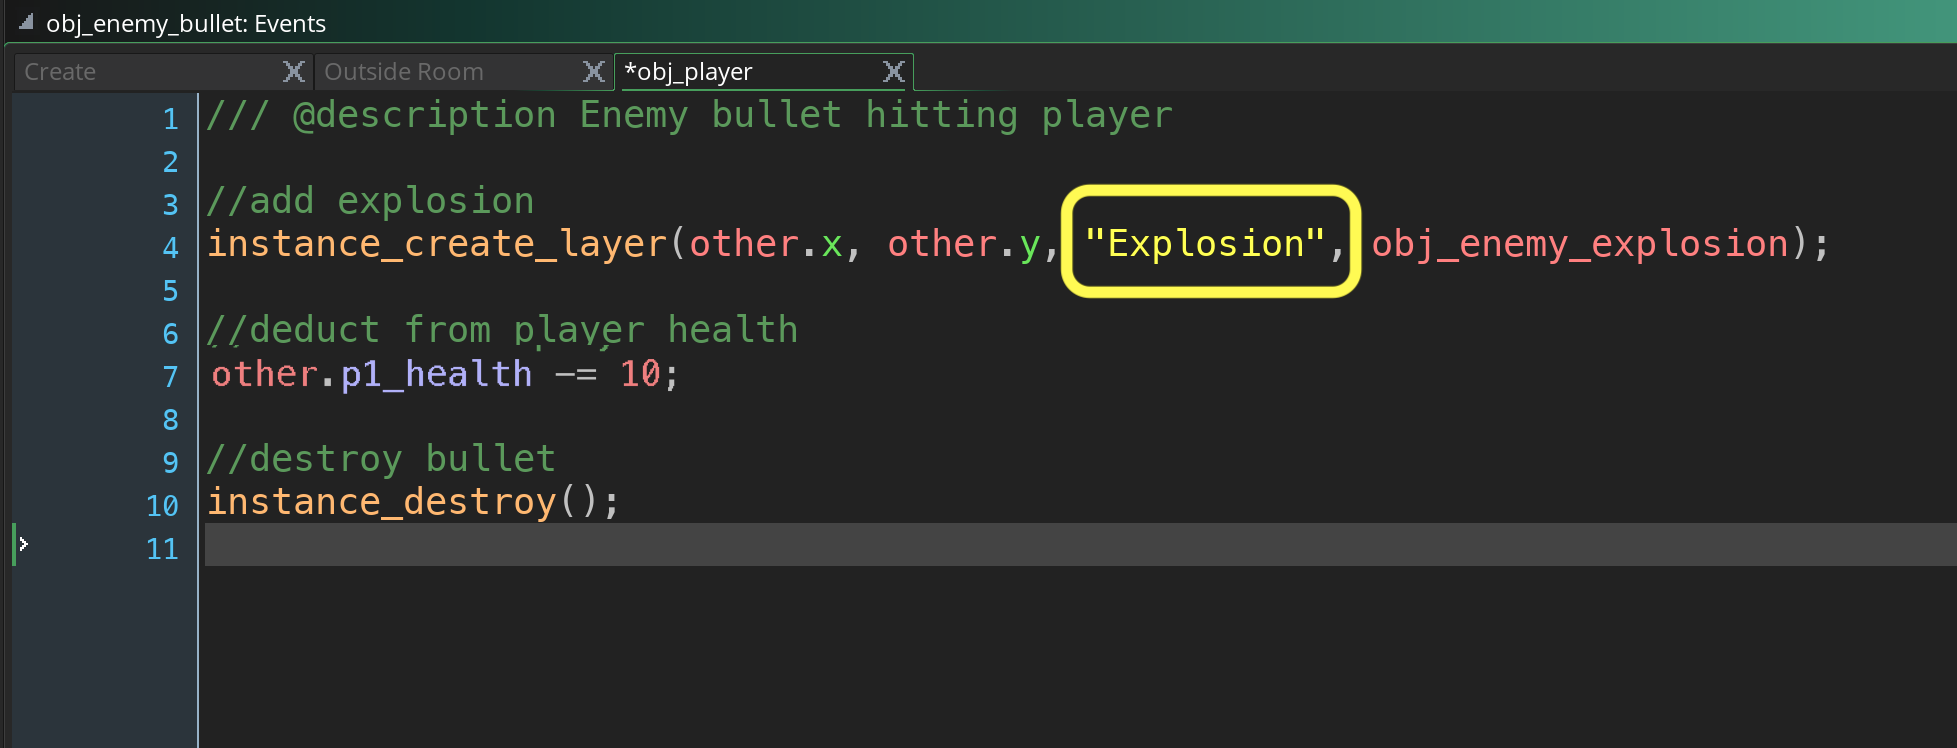 obj_enemy_bullet: Events
Create Outside Room *obj_player
1 /// @description Enemy bullet hitting player
2
3 //add explosion
4 instance_create_layer(other.x, other.y, "Explosion", obj_enemy_explosion);
5
6 //deduct from player health
7 other.p1_health -= 10;
8
9 //destroy bullet
10 instance_destroy();
11